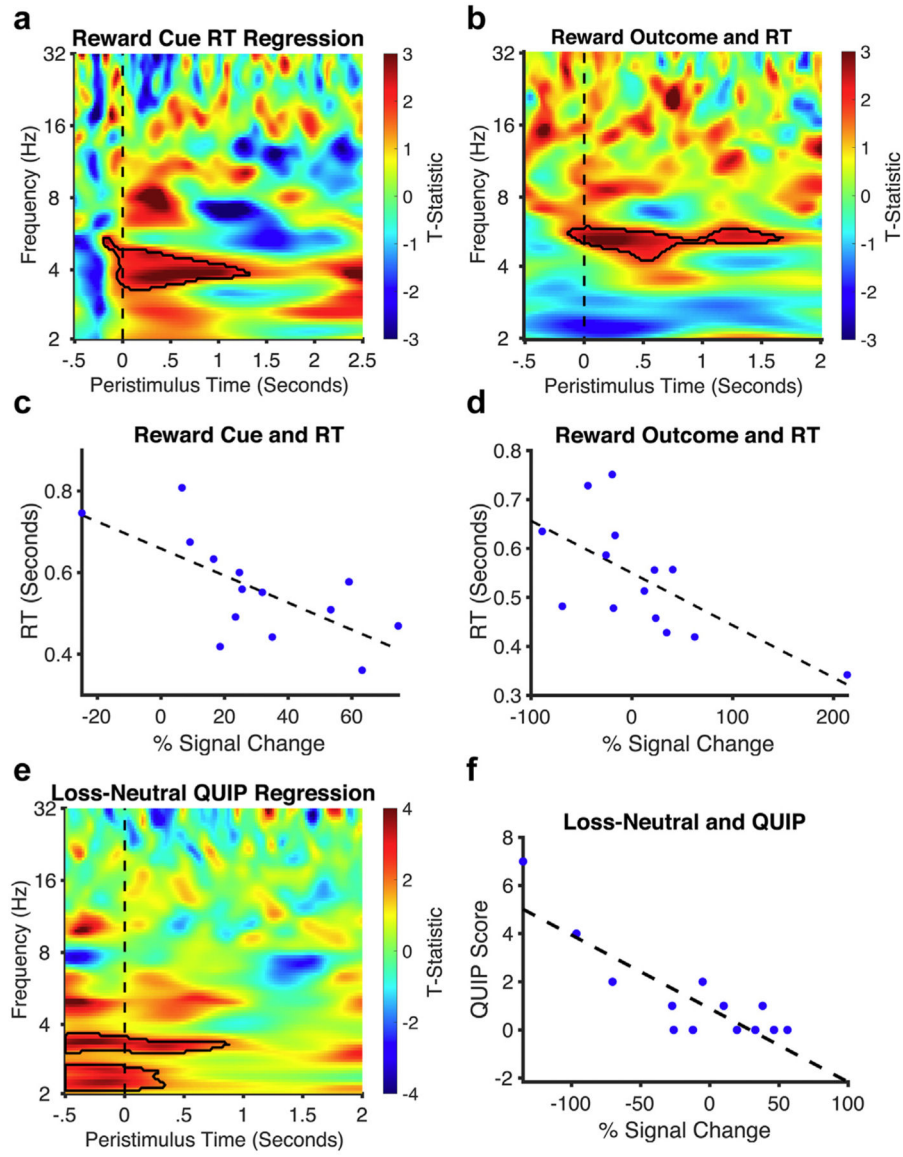 a
Reward Cue RT Regression
32
16
8
4
2
Frequency (Hz)
-.5 0 .5 1 1.5 2 2.5
Peristimulus Time (Seconds)
3
2
1
0
-1
-2
-3
T-Statistic
b
Reward Outcome and RT
32
16
8
4
2
Frequency (Hz)
-.5 0 .5 1 1.5 2
Peristimulus Time (Seconds)
3
2
1
0
-1
-2
-3
T-Statistic
c
Reward Cue and RT
0.8
0.6
0.4
RT (Seconds)
-20 0 20 40 60
% Signal Change
d
Reward Outcome and RT
0.8
0.7
0.6
0.5
0.4
0.3
RT (Seconds)
-100 0 100 200
% Signal Change
e
Loss-Neutral QUIP Regression
32
16
8
4
2
Frequency (Hz)
-.5 0 .5 1 1.5 2
Peristimulus Time (Seconds)
4
3
2
1
0
-1
-2
-3
-4
T-Statistic
f
Loss-Neutral and QUIP
8
6
4
2
0
-2
QUIP Score
-100 -50 0 50 100
% Signal Change